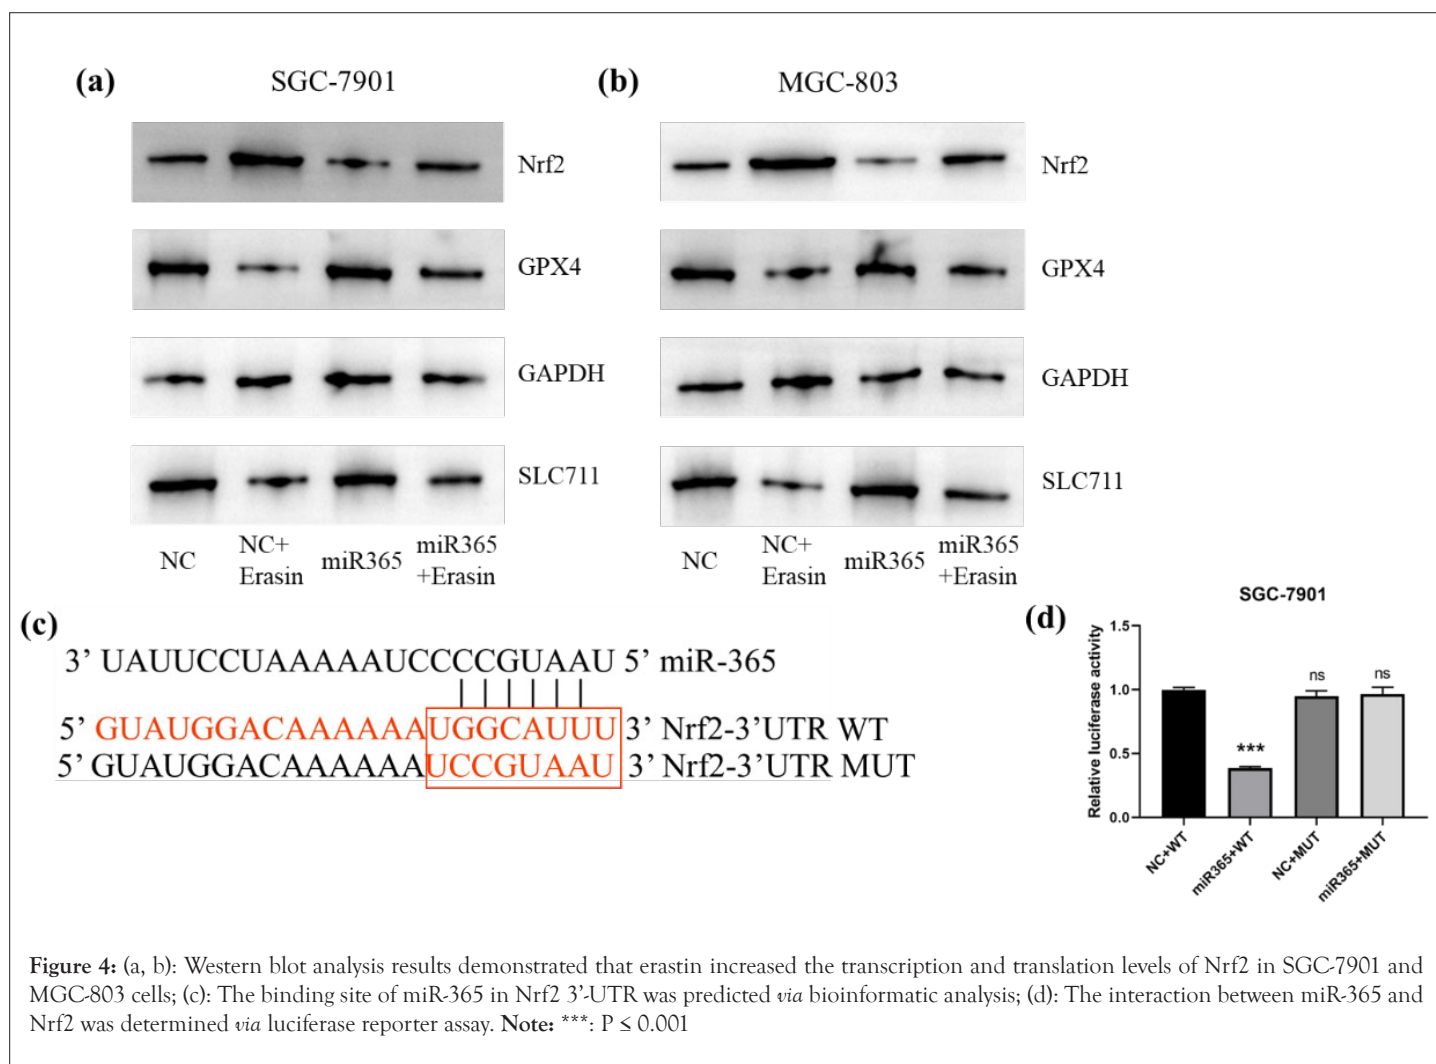 (a)
SGC-7901
Nrf2
GPX4
GAPDH
SLC711
NC
NC+
Erasin
miR365
miR365
+Erasin
(b)
MGC-803
Nrf2
GPX4
GAPDH
SLC711
NC
NC+
Erasin
miR365
miR365
+Erasin
(c)
3’ UAUUCCUAAAAAUCCCCGUAAU 5’ miR-365
5’ GUAUGGACAAAAAAUGGCAUUU 3’ Nrf2-3’UTR WT
5’ GUAUGGACAAAAAAUCCGUAAU 3’ Nrf2-3’UTR MUT
(d)
SGC-7901
Relative luciferase activity
1.5
1.0
0.5
0.0
***
ns
ns
NC+WT
miR365+WT
NC+MUT
miR365+MUT
Figure 4: (a, b): Western blot analysis results demonstrated that erastin increased the transcription and translation levels of Nrf2 in SGC-7901 and
MGC-803 cells; (c): The binding site of miR-365 in Nrf2 3’-UTR was predicted via bioinformatic analysis; (d): The interaction between miR-365 and
Nrf2 was determined via luciferase reporter assay. Note: ***: P ≤ 0.001